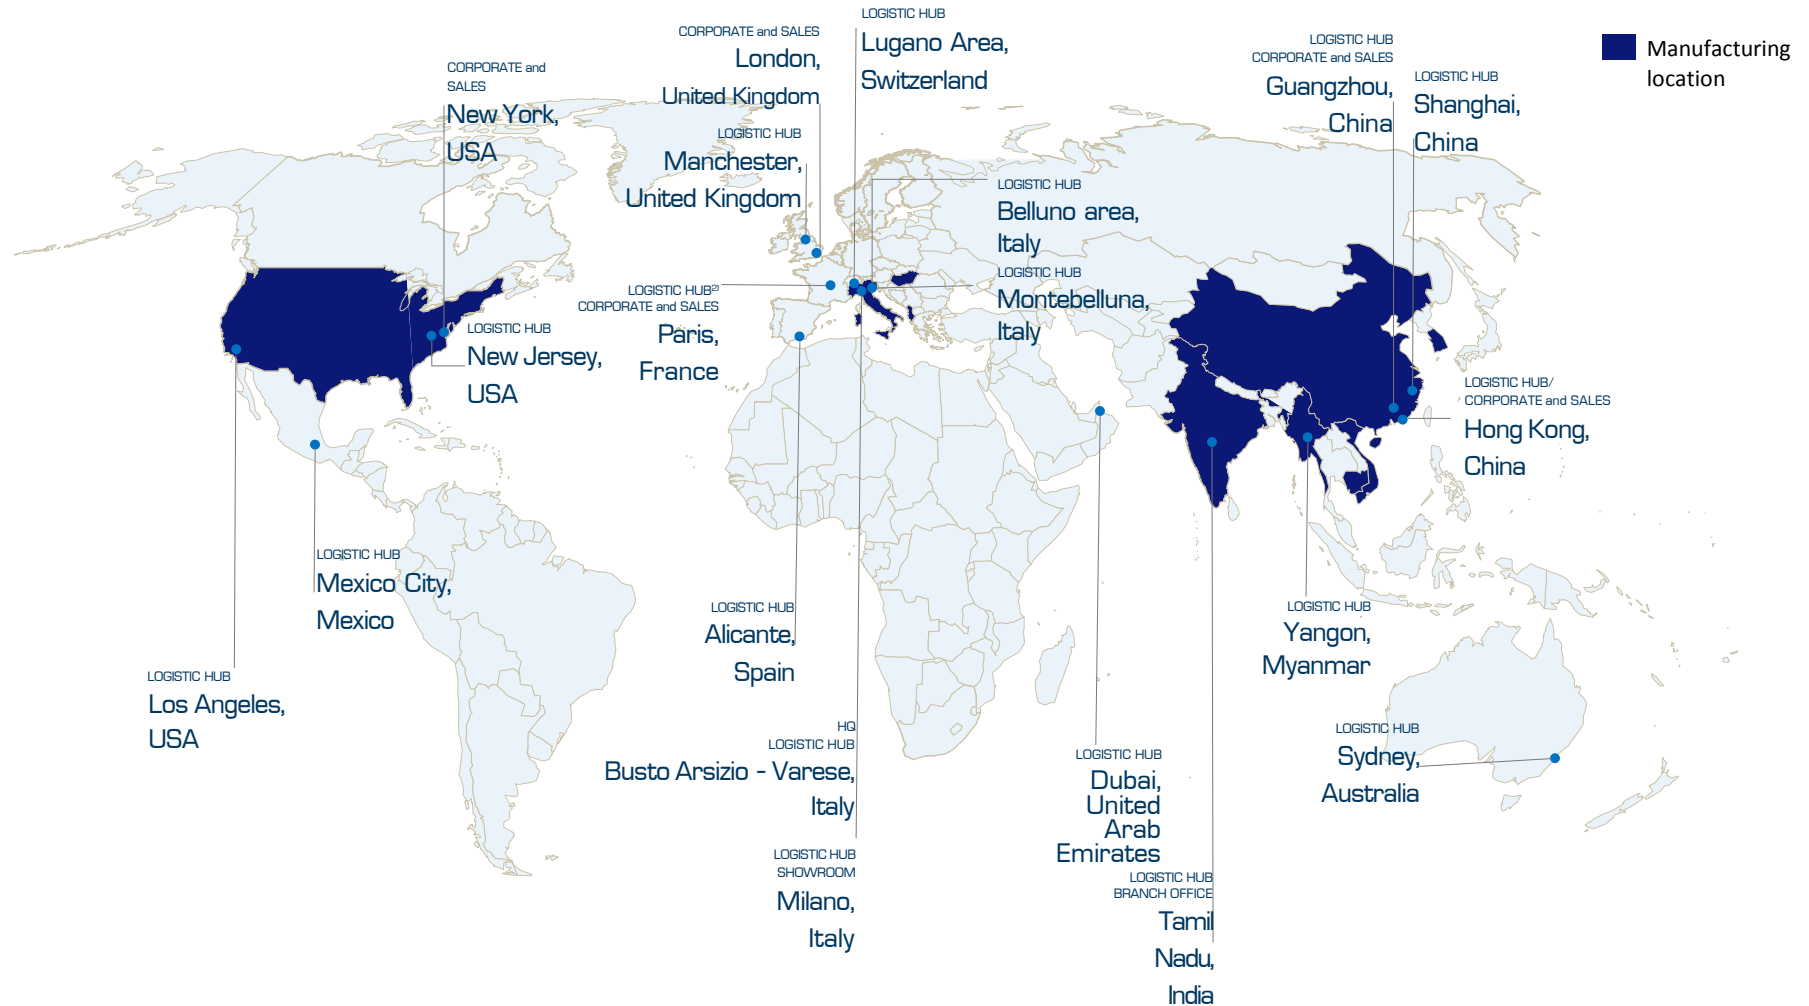 LOGISTIC HUB
Lugano Area,
Switzerland
CORPORATE and SALES
London,
United Kingdom
LOGISTIC HUB
Manchester,
United Kingdom
CORPORATE and
SALES
New York,
USA
LOGISTIC HUB
CORPORATE and SALES
Guangzhou,
China
LOGISTIC HUB
Shanghai,
China
Manufacturing
location
LOGISTIC HUB
Belluno area,
Italy
LOGISTIC HUB
Montebelluna,
Italy
LOGISTIC HUB²⁾
CORPORATE and SALES
Paris,
France
LOGISTIC HUB
New Jersey,
USA
LOGISTIC HUB/
CORPORATE and SALES
Hong Kong,
China
LOGISTIC HUB
Mexico City,
Mexico
LOGISTIC HUB
Alicante,
Spain
LOGISTIC HUB
Yangon,
Myanmar
LOGISTIC HUB
Los Angeles,
USA
HQ
LOGISTIC HUB
Busto Arsizio - Varese,
Italy
LOGISTIC HUB
Dubai,
United
Arab
Emirates
LOGISTIC HUB
Sydney,
Australia
LOGISTIC HUB
SHOWROOM
Milano,
Italy
LOGISTIC HUB
BRANCH OFFICE
Tamil
Nadu,
India